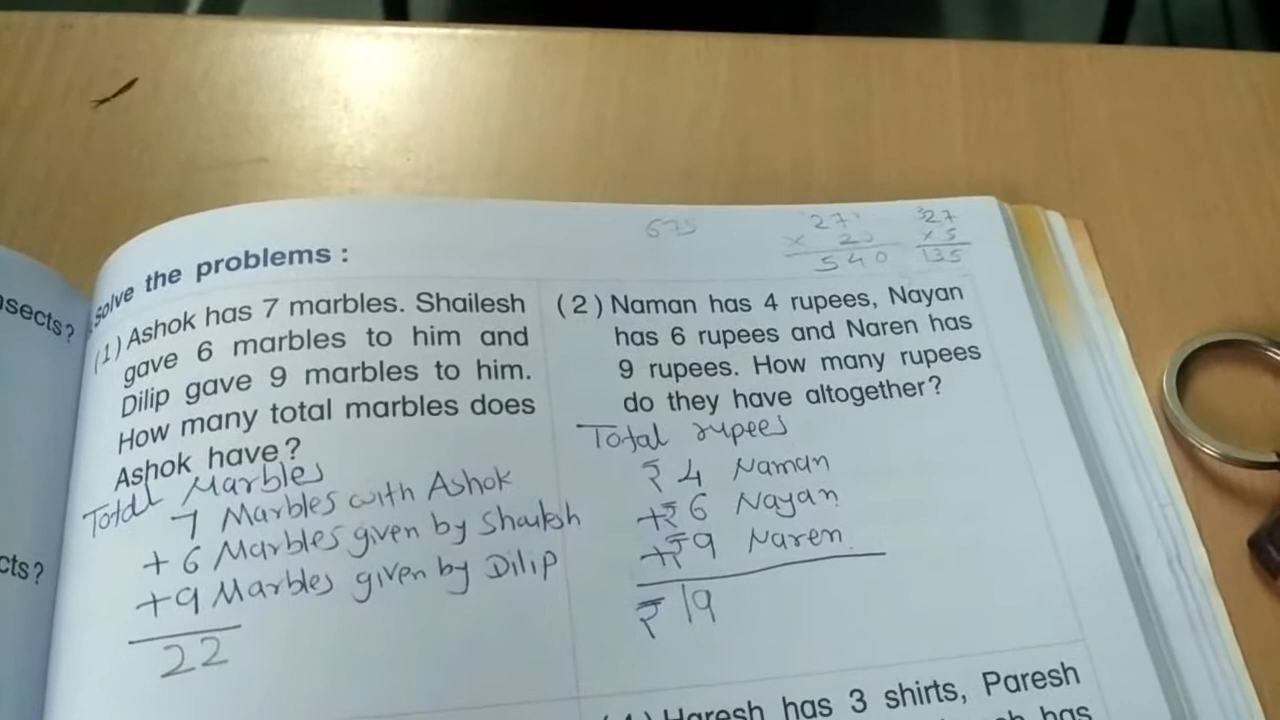 nsects?
cts?
675
27
× 20
540
3
27
× 5
135
solve the problems :
(1) Ashok has 7 marbles. Shailesh
gave 6 marbles to him and
Dilip gave 9 marbles to him.
How many total marbles does
Ashok have?
Total Marbles
7 Marbles with Ashok
+ 6 Marbles given by Shailesh
+ 9 Marbles given by Dilip
22
(2) Naman has 4 rupees, Nayan
has 6 rupees and Naren has
9 rupees. How many rupees
do they have altogether?
Total rupees
₹ 4 Naman
+₹ 6 Nayan
+₹ 9 Naren
₹ 19
Haresh has 3 shirts, Paresh
has